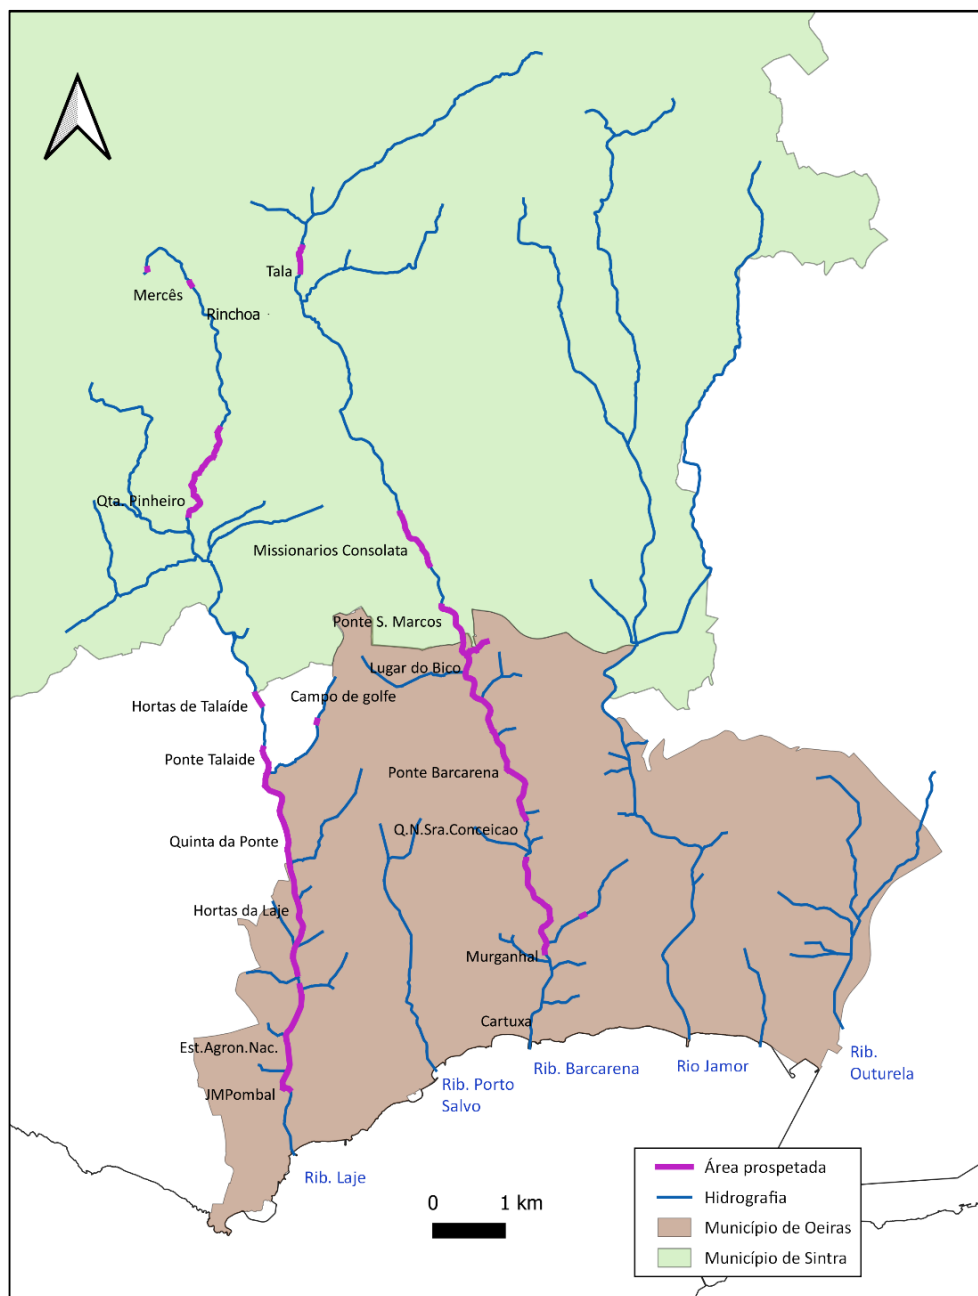 Tala
Mercês
Rinchoa
Qta. Pinheiro
Missionarios Consolata
Ponte S. Marcos
Lugar do Bico
Campo de golfe
Hortas de Talaíde
Ponte Talaide
Ponte Barcarena
Q.N.Sra.Conceicao
Quinta da Ponte
Hortas da Laje
Murganhal
Cartuxa
Est.Agron.Nac.
JMPombal
Rib. Laje
Rib. Porto
Salvo
Rib. Barcarena
Rio Jamor
Rib.
Outurela
0 1 km
Área prospetada
Hidrografia
Município de Oeiras
Município de Sintra